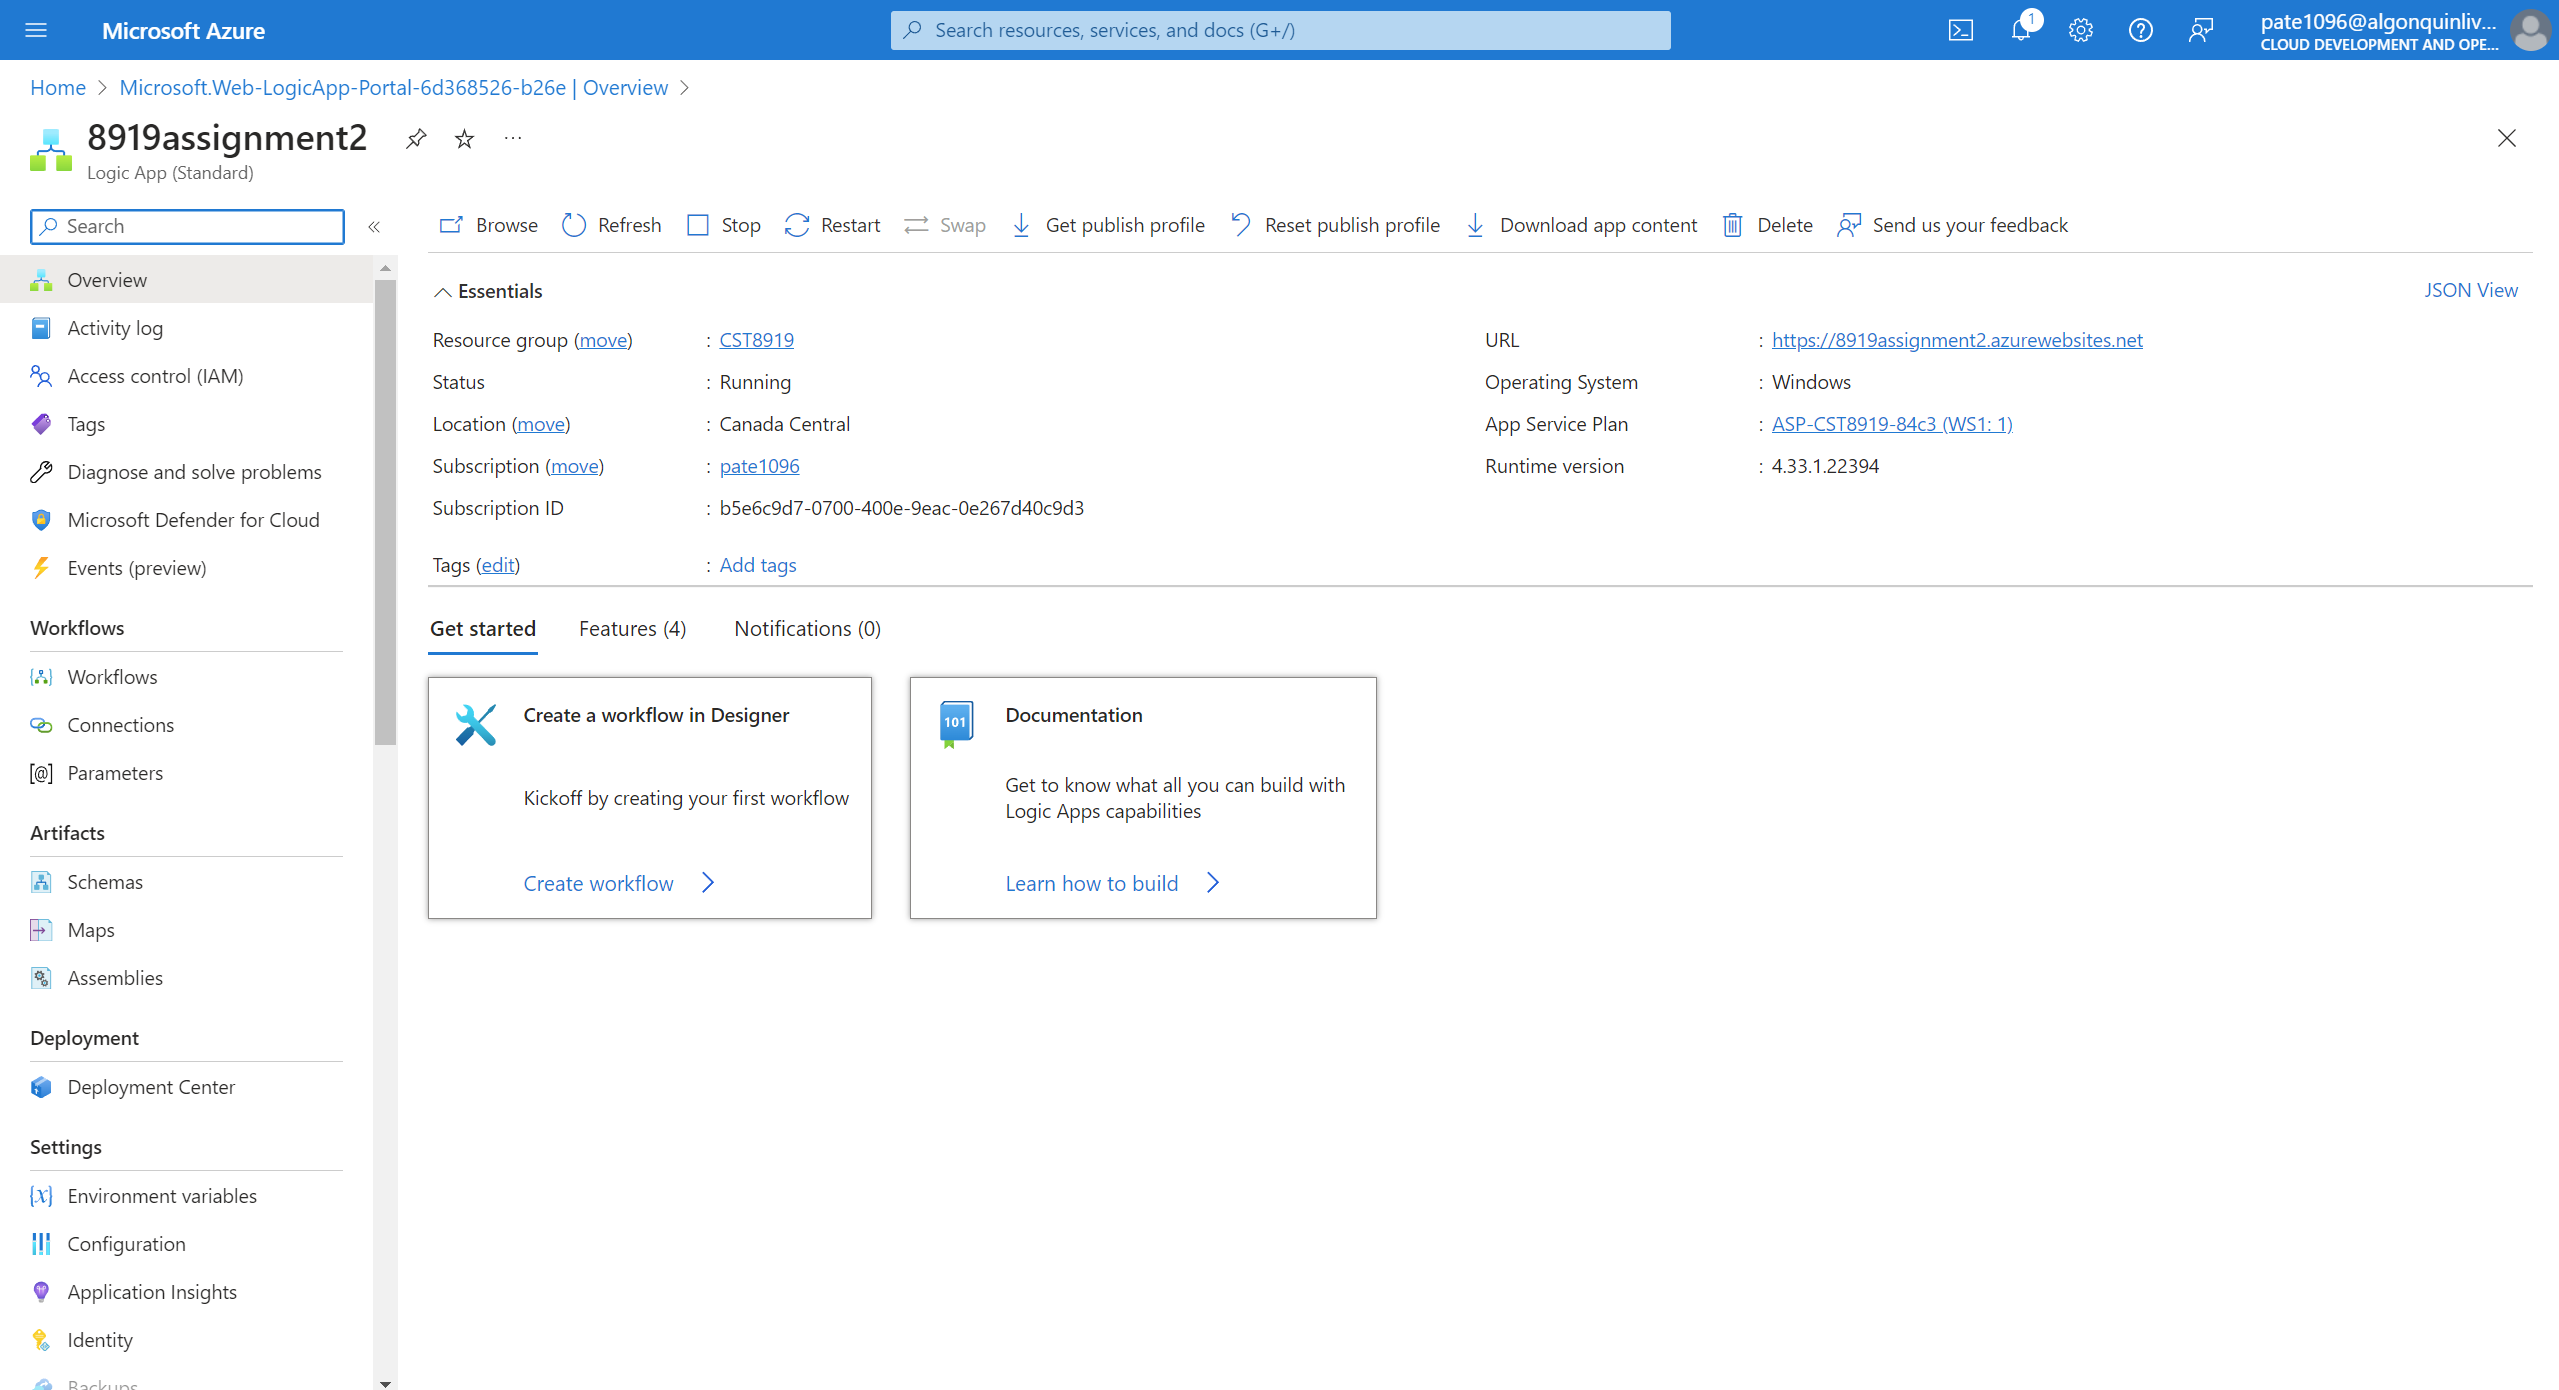 Microsoft Azure
Search resources, services, and docs (G+/)
1
pate1096@algonquinliv...
CLOUD DEVELOPMENT AND OPE...
Home > Microsoft.Web-LogicApp-Portal-6d368526-b26e | Overview >
8919assignment2
Logic App (Standard)
Search
Browse Refresh Stop Restart Swap Get publish profile Reset publish profile Download app content Delete Send us your feedback
Overview
Activity log
Access control (IAM)
Tags
Diagnose and solve problems
Microsoft Defender for Cloud
Events (preview)
Workflows
Workflows
Connections
Parameters
Artifacts
Schemas
Maps
Assemblies
Deployment
Deployment Center
Settings
Environment variables
Configuration
Application Insights
Identity
Backups
Essentials
JSON View
Resource group (move) : CST8919
Status : Running
Location (move) : Canada Central
Subscription (move) : pate1096
Subscription ID : b5e6c9d7-0700-400e-9eac-0e267d40c9d3
Tags (edit) : Add tags
URL : https://8919assignment2.azurewebsites.net
Operating System : Windows
App Service Plan : ASP-CST8919-84c3 (WS1: 1)
Runtime version : 4.33.1.22394
Get started Features (4) Notifications (0)
Create a workflow in Designer
Kickoff by creating your first workflow
Create workflow
101
Documentation
Get to know what all you can build with
Logic Apps capabilities
Learn how to build